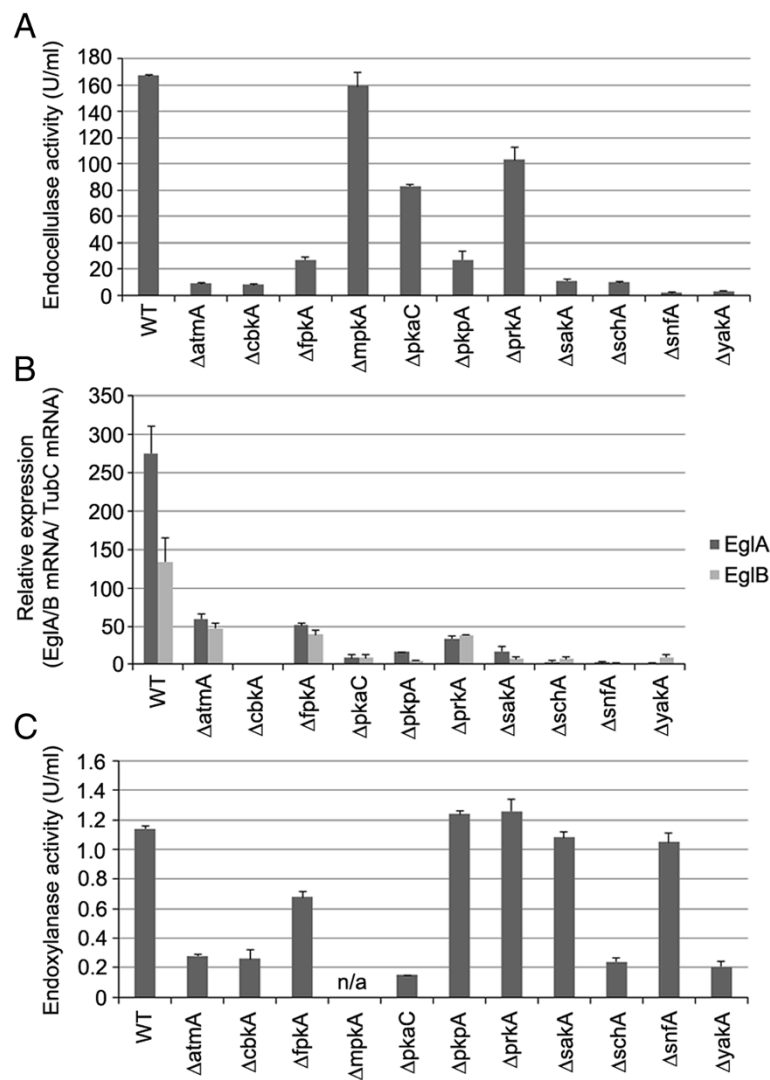 A
Endocellulase activity (U/ml)
180
160
140
120
100
80
60
40
20
0
WT
ΔatmA
ΔcbkA
ΔfpkA
ΔmpkA
ΔpkaC
ΔpkpA
ΔprkA
ΔsakA
ΔschA
ΔsnfA
ΔyakA
B
Relative expression
(EglA/B mRNA/ TubC mRNA)
350
300
250
200
150
100
50
0
EglA
EglB
WT
ΔatmA
ΔcbkA
ΔfpkA
ΔpkaC
ΔpkpA
ΔprkA
ΔsakA
ΔschA
ΔsnfA
ΔyakA
C
Endoxylanase activity (U/ml)
1.6
1.4
1.2
1.0
0.8
0.6
0.4
0.2
0
n/a
WT
ΔatmA
ΔcbkA
ΔfpkA
ΔmpkA
ΔpkaC
ΔpkpA
ΔprkA
ΔsakA
ΔschA
ΔsnfA
ΔyakA